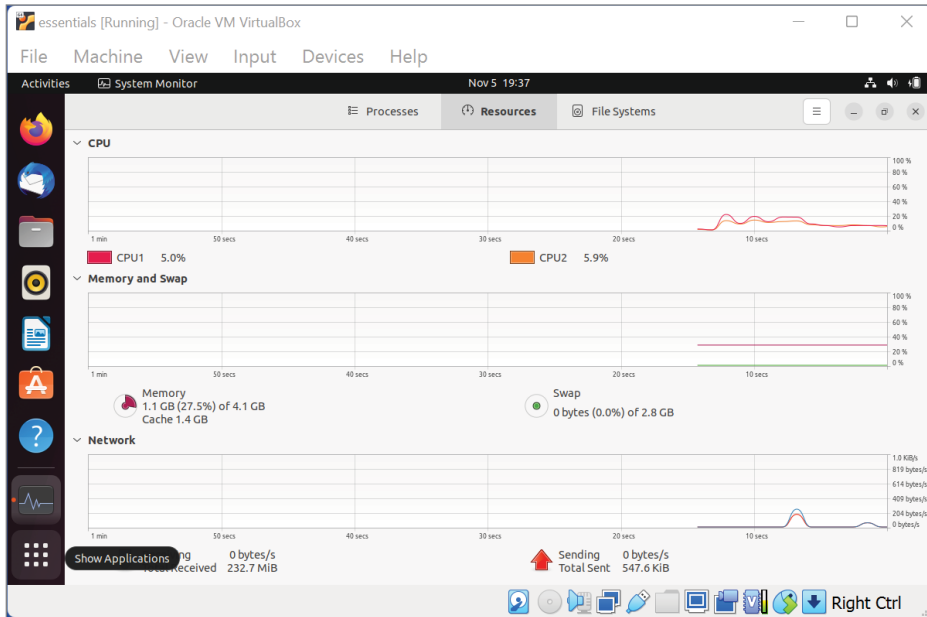 essentials [Running] - Oracle VM VirtualBox
File Machine View Input Devices Help
Activities System Monitor Nov 5 19:37
Processes Resources File Systems
CPU
100 %
80 %
60 %
40 %
20 %
0 %
1 min 50 secs 40 secs 30 secs 20 secs 10 secs
CPU1 5.0% CPU2 5.9%
Memory and Swap
100 %
80 %
60 %
40 %
20 %
0 %
1 min 50 secs 40 secs 30 secs 20 secs 10 secs
Memory
1.1 GB (27.5%) of 4.1 GB
Cache 1.4 GB
Swap
0 bytes (0.0%) of 2.8 GB
Network
1.0 KiB/s
819 bytes/s
614 bytes/s
409 bytes/s
204 bytes/s
0 bytes/s
1 min 50 secs 40 secs 30 secs 20 secs 10 secs
Show Applications
ng 0 bytes/s
Total Received 232.7 MiB
Sending 0 bytes/s
Total Sent 547.6 KiB
Right Ctrl